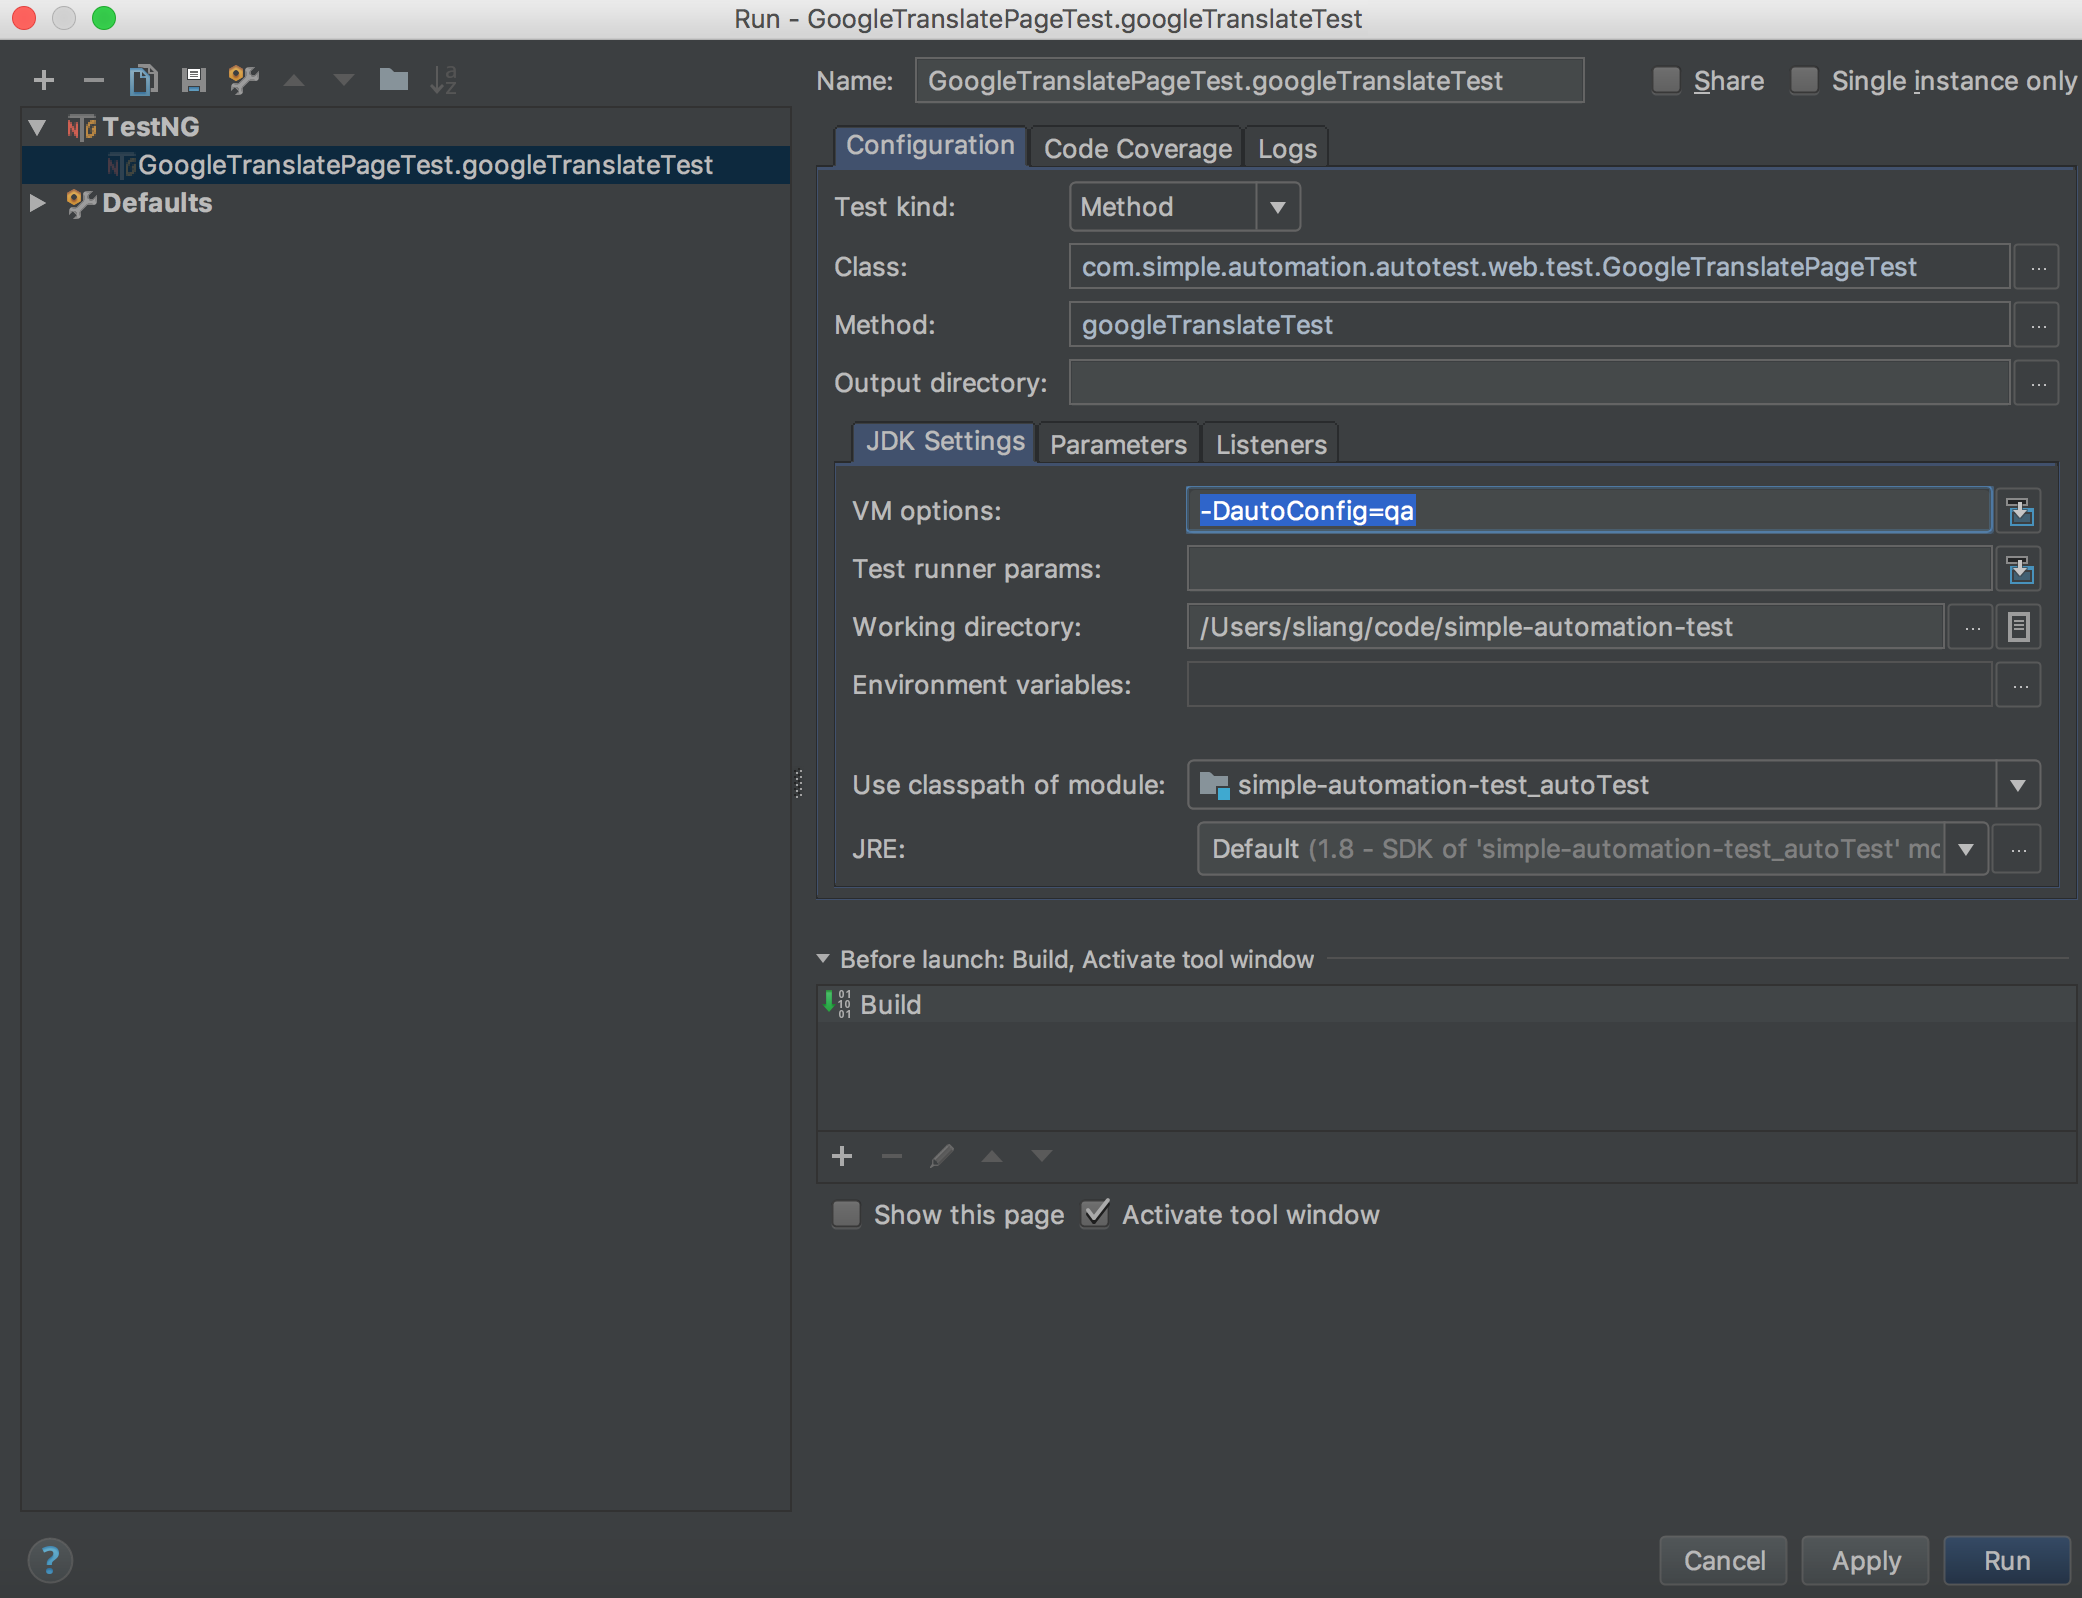 Run - GoogleTranslatePageTest.googleTranslateTest
Name: GoogleTranslatePageTest.googleTranslateTest Share Single instance only
TestNG
GoogleTranslatePageTest.googleTranslateTest
Defaults
Configuration Code Coverage Logs
Test kind: Method
Class: com.simple.automation.autotest.web.test.GoogleTranslatePageTest ...
Method: googleTranslateTest ...
Output directory: ...
JDK Settings Parameters Listeners
VM options: -DautoConfig=qa
Test runner params:
Working directory: /Users/sliang/code/simple-automation-test ...
Environment variables: ...
Use classpath of module: simple-automation-test_autoTest
JRE: Default (1.8 - SDK of 'simple-automation-test_autoTest' mo ...
Before launch: Build, Activate tool window
Build
Show this page Activate tool window
? Cancel Apply Run